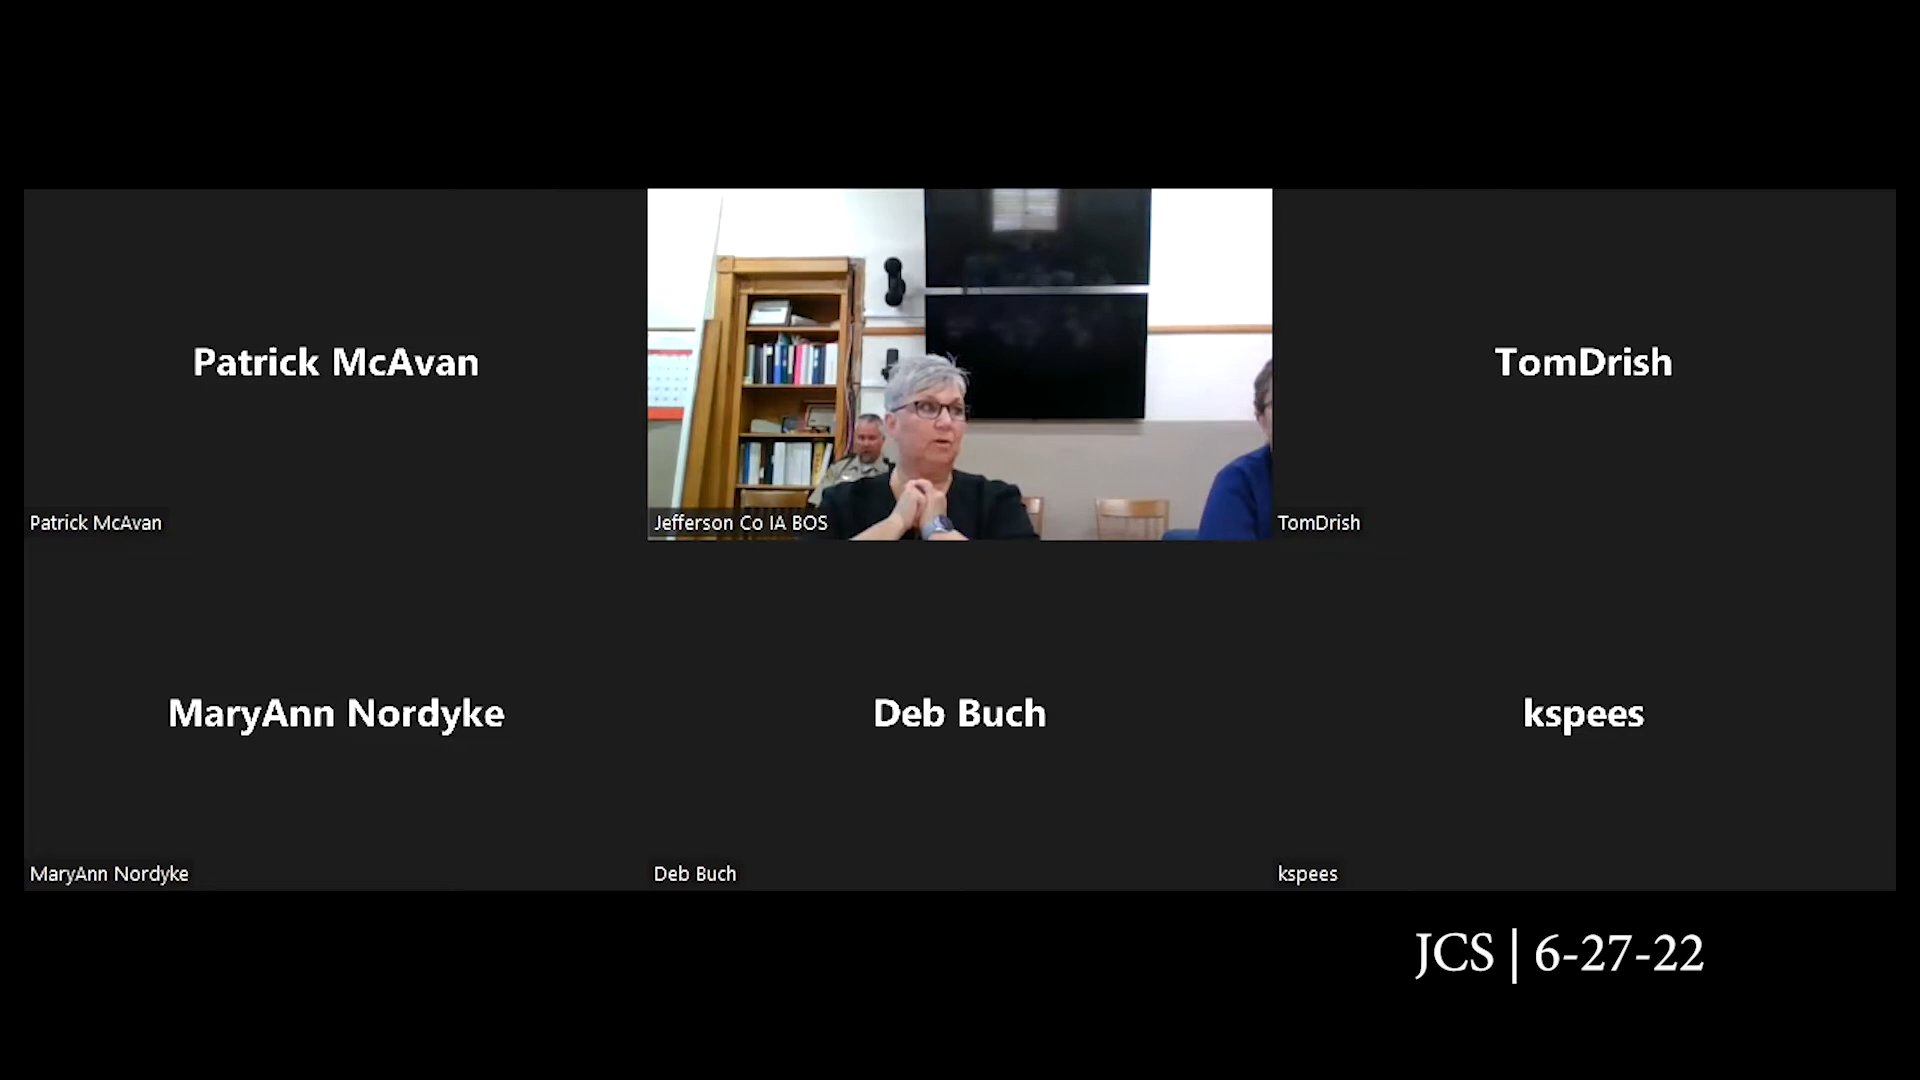 Patrick McAvan
TomDrish
Patrick McAvan
Jefferson Co IA BOS
TomDrish
MaryAnn Nordyke
Deb Buch
kspees
MaryAnn Nordyke
Deb Buch
kspees
JCS | 6-27-22